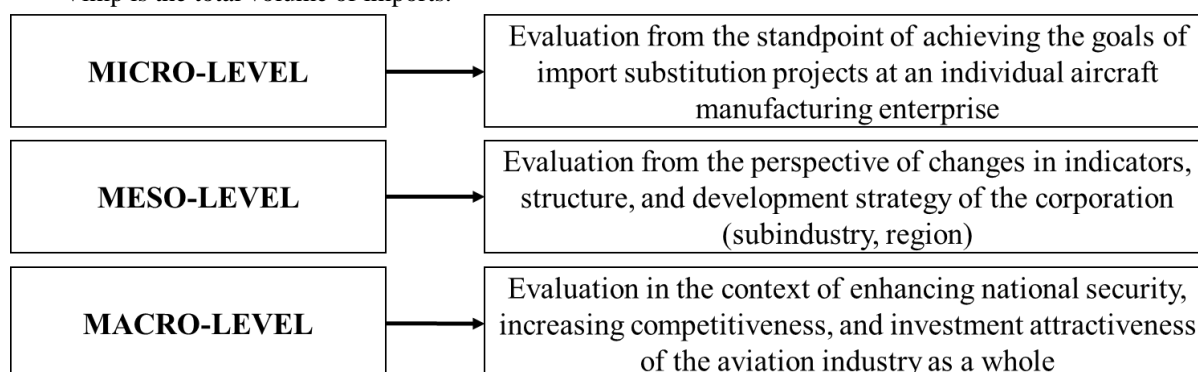 Vimp is the total volume of imports.
MICRO-LEVEL
Evaluation from the standpoint of achieving the goals of
import substitution projects at an individual aircraft
manufacturing enterprise
MESO-LEVEL
Evaluation from the perspective of changes in indicators,
structure, and development strategy of the corporation
(subindustry, region)
MACRO-LEVEL
Evaluation in the context of enhancing national security,
increasing competitiveness, and investment attractiveness
of the aviation industry as a whole